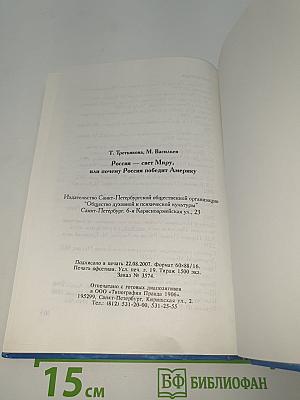 Т. Третьякова, М. Васильев
Россия — свет Миру,
или почему Россия победит Америку
Издательство Санкт-Петербургской общественной организации
"Общество духовной и психической культуры"
Санкт-Петербург, 6-я Красноармейская ул., 23
Подписано в печать 22.08.2007. Формат 60×88/16.
Печать офсетная. Усл. печ. л. 19. Тираж 1500 экз.
Заказ № 3574.
Отпечатано с готовых диапозитивов
в ООО «Типография Правда 1906».
195299, Санкт-Петербург, Киришская ул., 2.
Тел.: (812) 531-20-00, 531-25-55
15 СМ
БФ БИБЛИОФАН